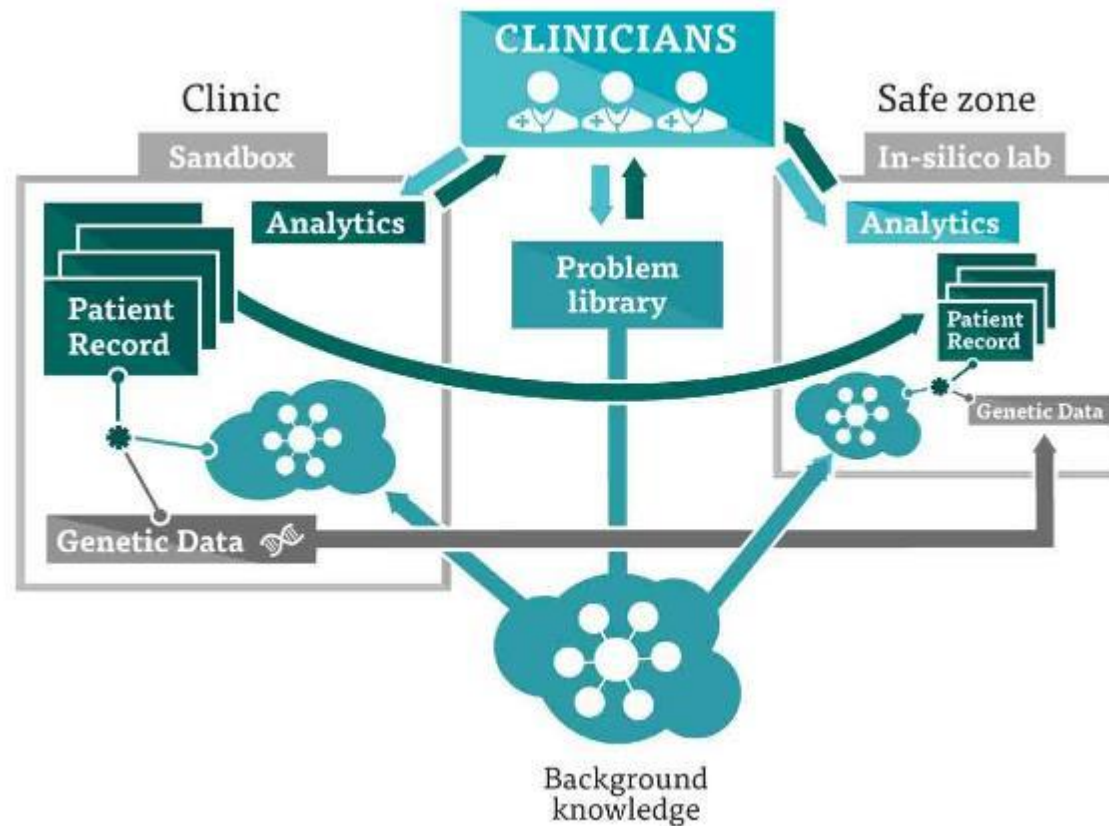 CLINICIANS
Clinic
Safe zone
Sandbox
In-silico lab
Analytics
Analytics
Problem
library
Patient
Record
Patient
Record
Genetic Data
Genetic Data
Background
knowledge